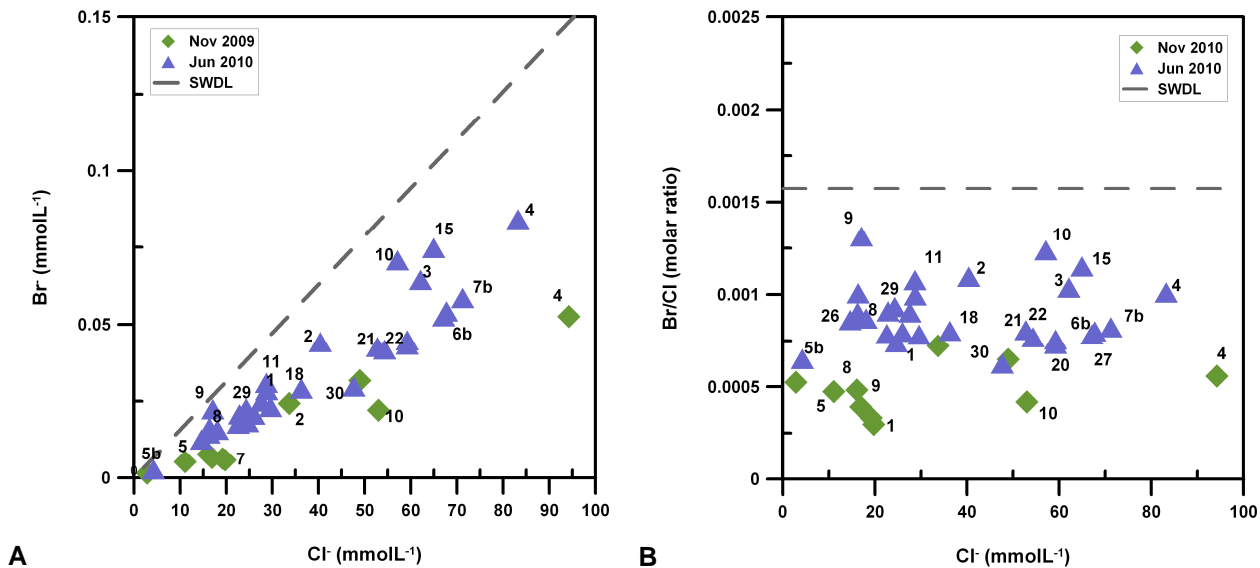 0.15
0.1
0.05
0
0
0 10 20 30 40 50 60 70 80 90 100
Br- (mmolL-1)
Cl- (mmolL-1)
Nov 2009
Jun 2010
SWDL
4
15
10
3
7b
4
6b
2
21 22
11
1 18
30
10
9 29
2
8
5b 5
7
A
0.0025
0.002
0.0015
0.001
0.0005
0
0 20 40 60 80 100
Br/Cl (molar ratio)
Cl- (mmolL-1)
Nov 2010
Jun 2010
SWDL
9
10
11
15
2
3
4
29
26 8
18
21 22
6b 7b
1
20 27
5b
30
8
9
4
5
1
10
B